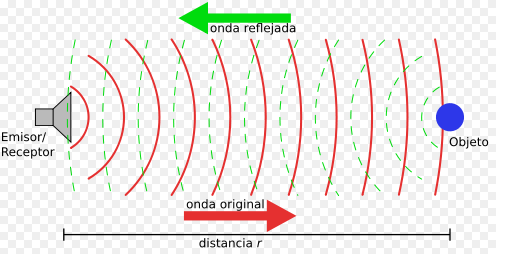 onda reflejada
Emisor/
Receptor
Objeto
onda original
distancia r